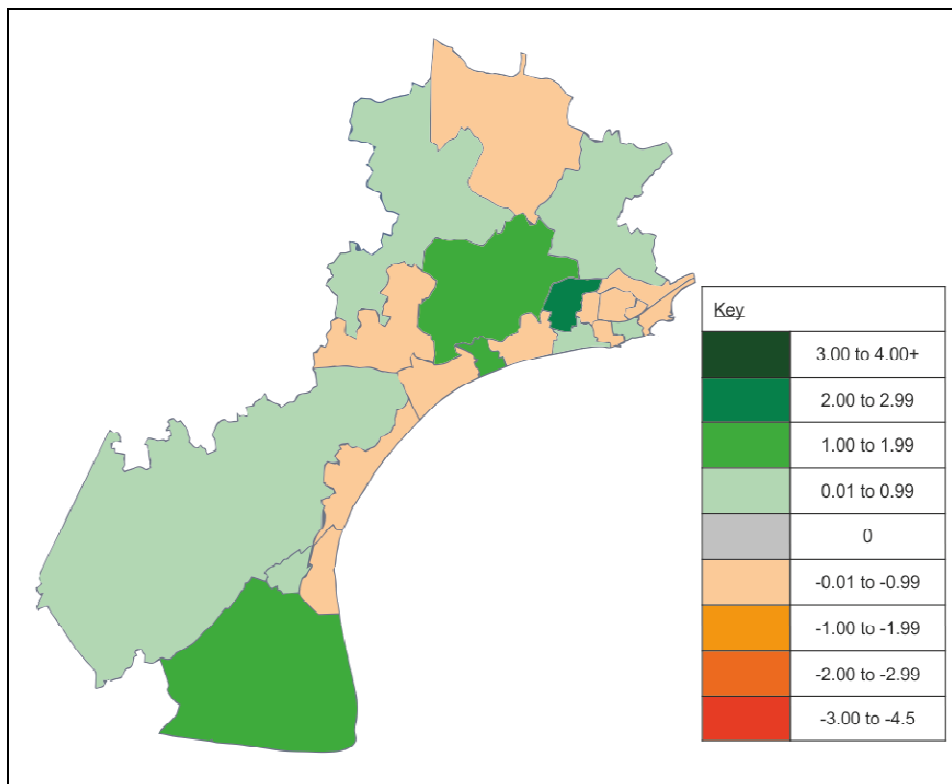 Key
3.00 to 4.00+
2.00 to 2.99
1.00 to 1.99
0.01 to 0.99
0
-0.01 to -0.99
-1.00 to -1.99
-2.00 to -2.99
-3.00 to -4.5